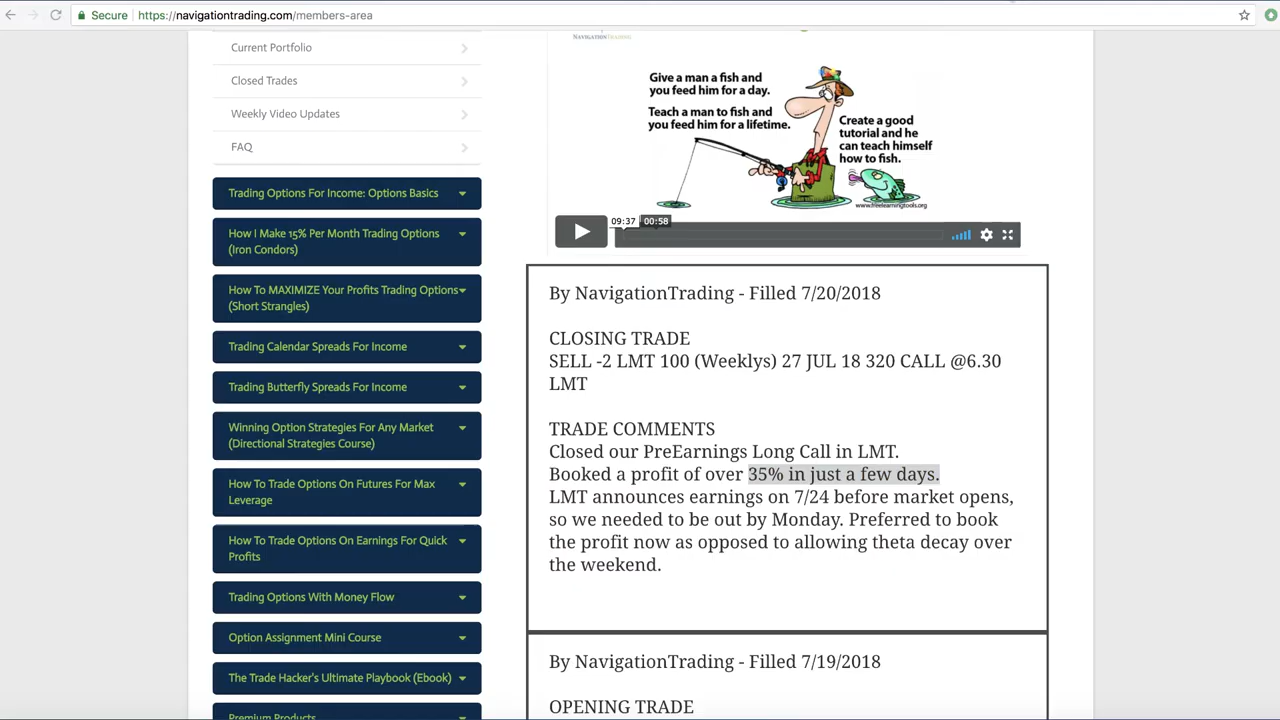 Secure
https://navigationtrading.com/members-area
Current Portfolio
Closed Trades
Weekly Video Updates
FAQ
Trading Options For Income: Options Basics
How I Make 15% Per Month Trading Options
(Iron Condors)
How To MAXIMIZE Your Profits Trading Options
(Short Strangles)
Trading Calendar Spreads For Income
Trading Butterfly Spreads For Income
Winning Option Strategies For Any Market
(Directional Strategies Course)
How To Trade Options On Futures For Max
Leverage
How To Trade Options On Earnings For Quick
Profits
Trading Options With Money Flow
Option Assignment Mini Course
The Trade Hacker's Ultimate Playbook (Ebook)
Premium Products
NAVIGATIONTRADING
Give a man a fish and
you feed him for a day.
Teach a man to fish and
you feed him for a lifetime.
Create a good
tutorial and he
can teach himself
how to fish.
www.freelearningtools.org
09:37
00:58
By NavigationTrading - Filled 7/20/2018
CLOSING TRADE
SELL -2 LMT 100 (Weeklys) 27 JUL 18 320 CALL @6.30
LMT
TRADE COMMENTS
Closed our PreEarnings Long Call in LMT.
Booked a profit of over 35% in just a few days.
LMT announces earnings on 7/24 before market opens,
so we needed to be out by Monday. Preferred to book
the profit now as opposed to allowing theta decay over
the weekend.
By NavigationTrading - Filled 7/19/2018
OPENING TRADE